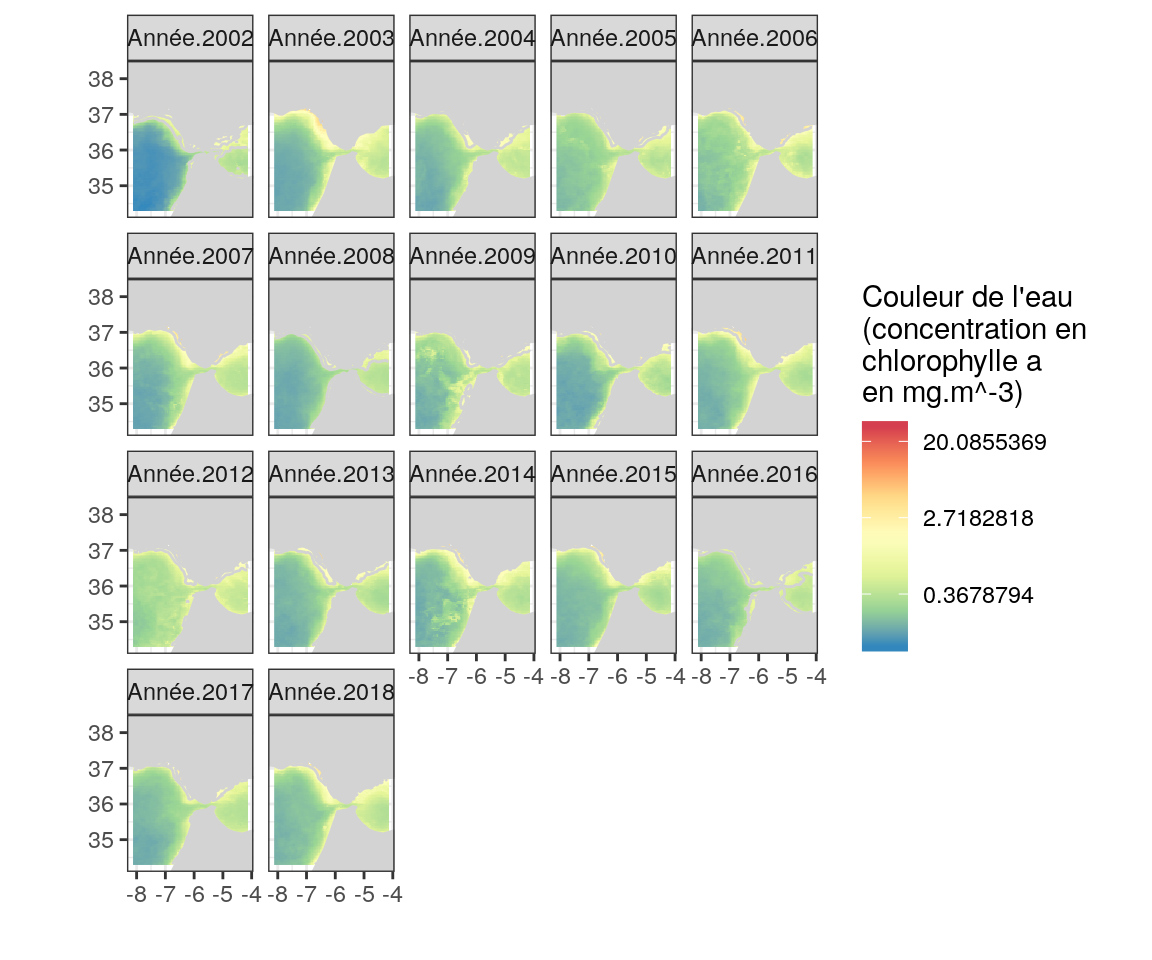 Année.2002 Année.2003 Année.2004 Année.2005 Année.2006
38
37
36
35
Année.2007 Année.2008 Année.2009 Année.2010 Année.2011
38
37
36
35
Couleur de l'eau
(concentration en
chlorophylle a
en mg.m^-3)
20.0855369
2.7182818
0.3678794
Année.2012 Année.2013 Année.2014 Année.2015 Année.2016
38
37
36
35
-8 -7 -6 -5 -4 -8 -7 -6 -5 -4 -8 -7 -6 -5 -4
Année.2017 Année.2018
38
37
36
35
-8 -7 -6 -5 -4 -8 -7 -6 -5 -4